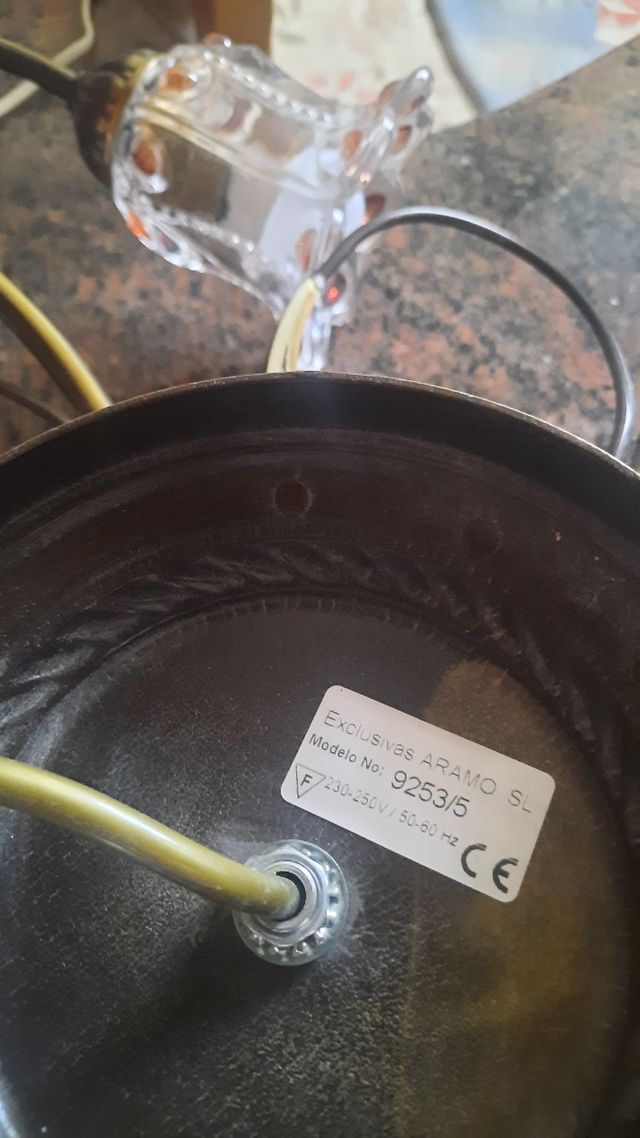 Exclusivas ARAMO SL
Modelo No: 9253/5
F 230-250V / 50-60 Hz
CE